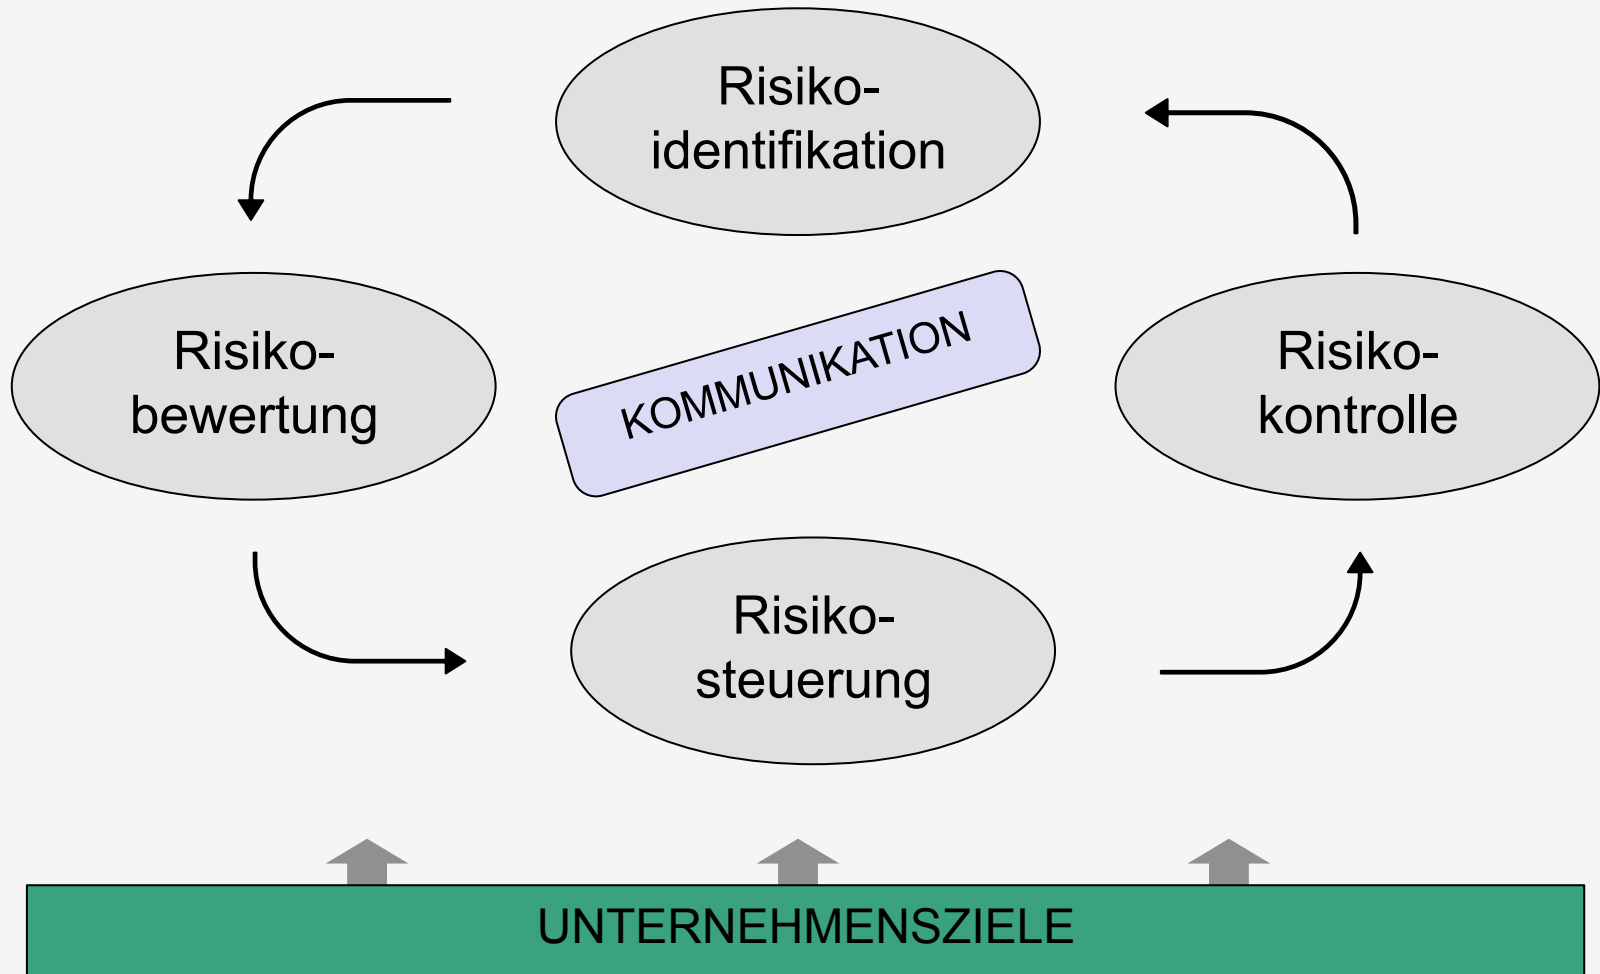 Risiko-
identifikation
Risiko-
bewertung
KOMMUNIKATION
Risiko-
kontrolle
Risiko-
steuerung
UNTERNEHMENSZIELE